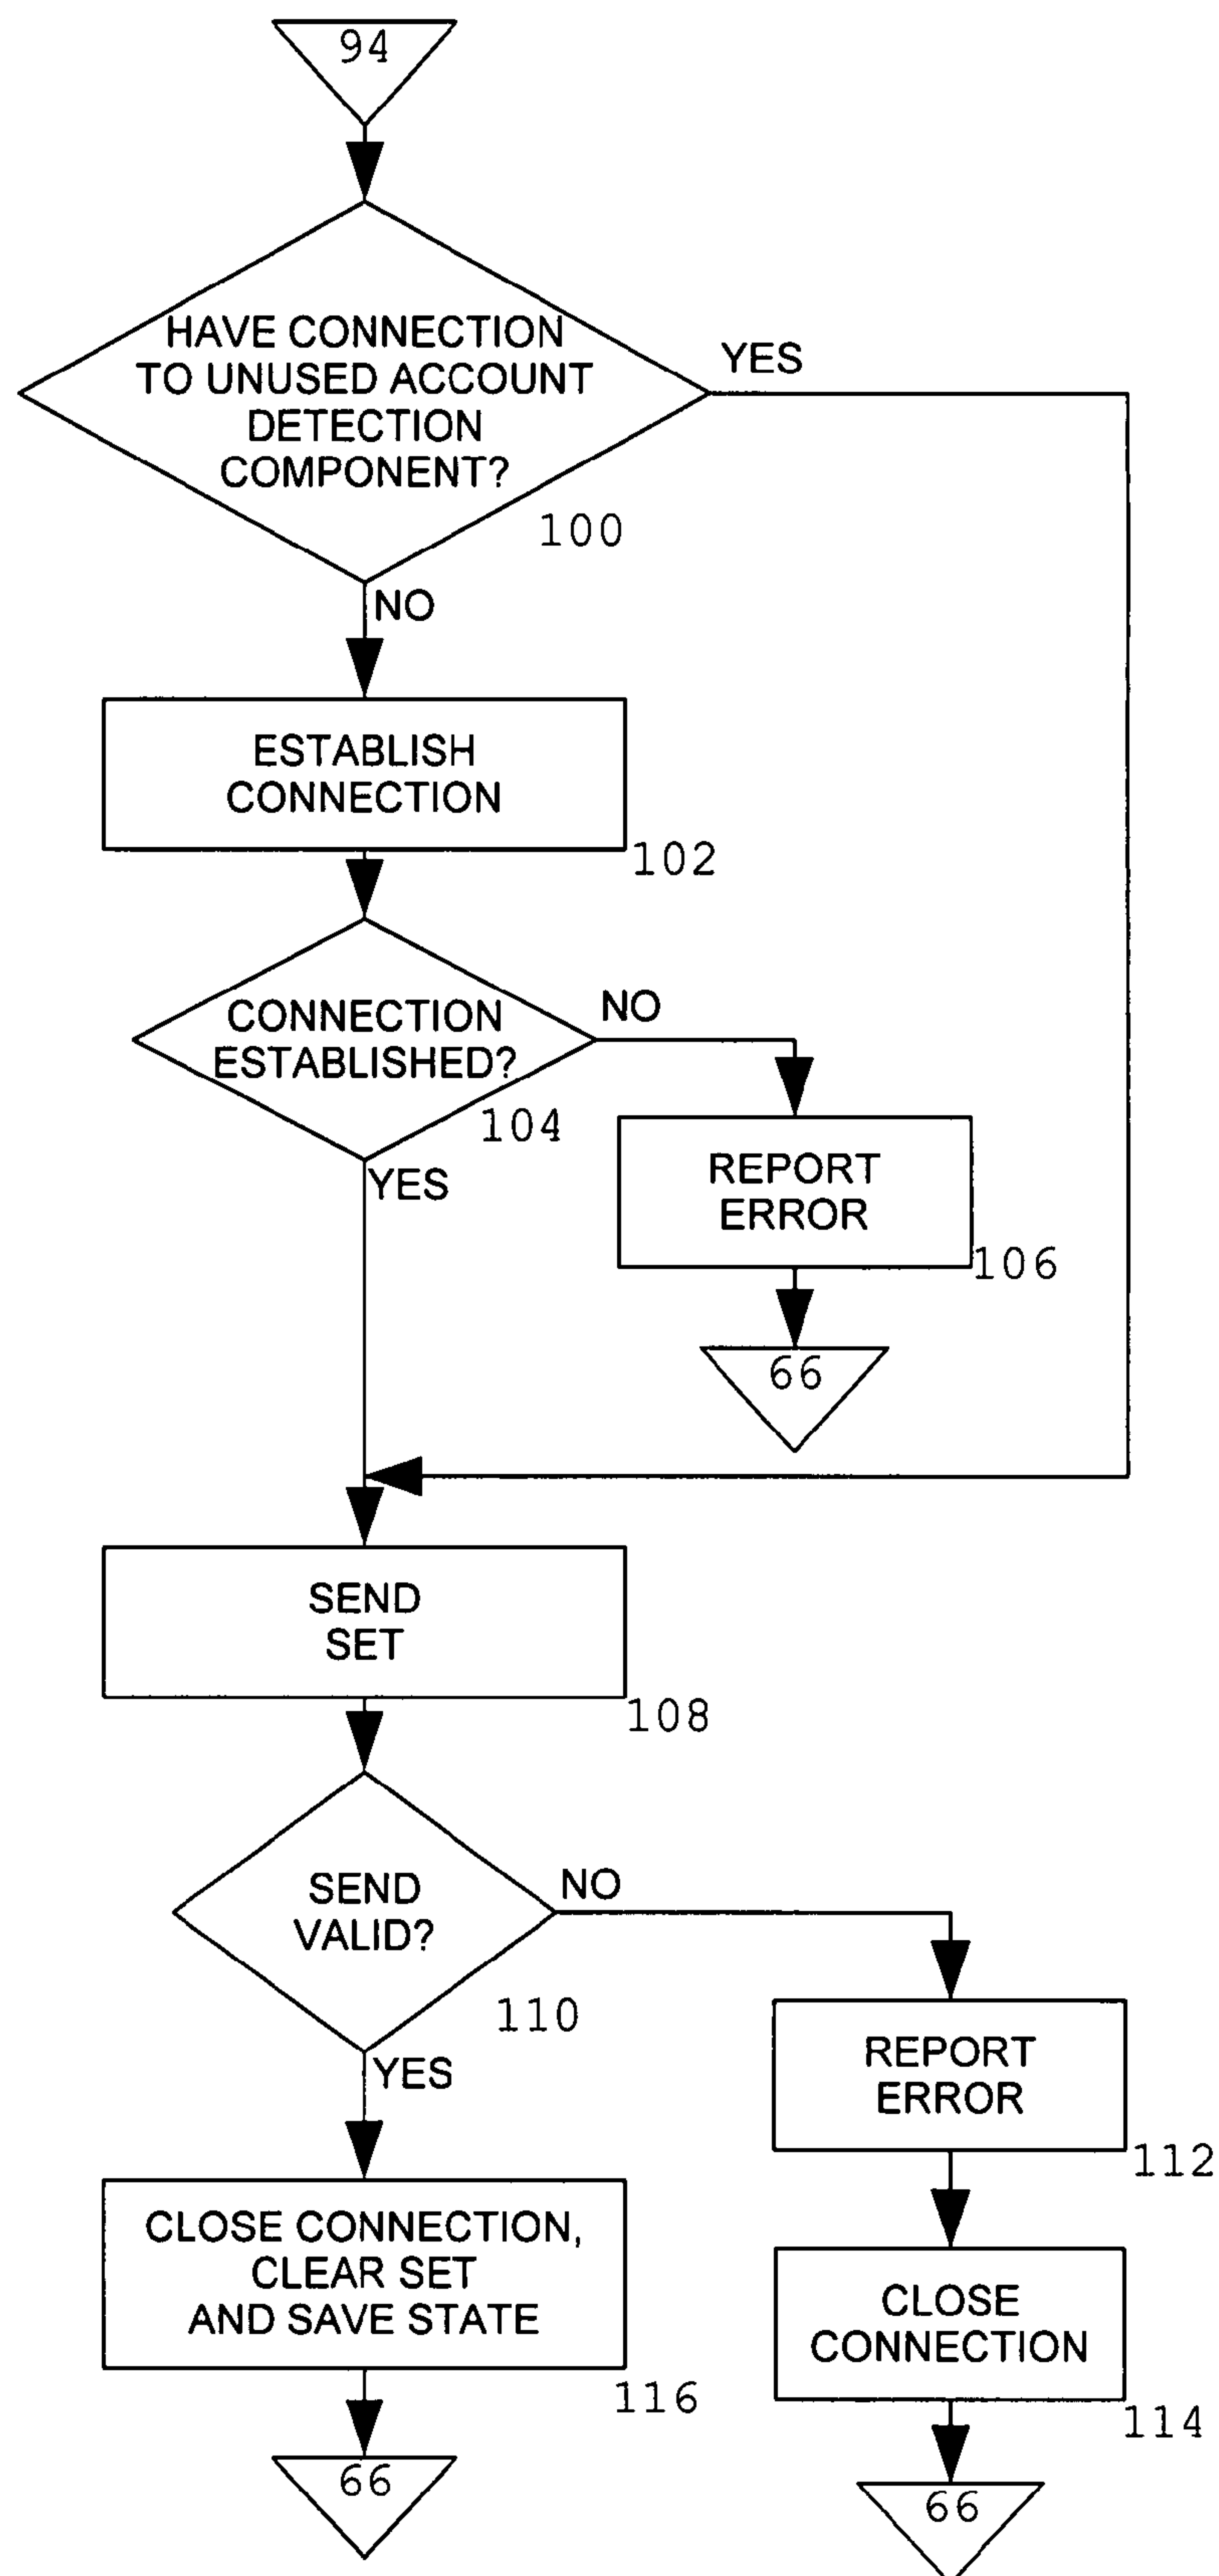 94
HAVE CONNECTION
TO UNUSED ACCOUNT
DETECTION
COMPONENT?
YES
100
NO
ESTABLISH
CONNECTION
102
CONNECTION
ESTABLISHED?
NO
104
YES
REPORT
ERROR
106
66
SEND
SET
108
SEND
VALID?
NO
110
YES
REPORT
ERROR
112
CLOSE CONNECTION,
CLEAR SET
AND SAVE STATE
116
CLOSE
CONNECTION
114
66
66